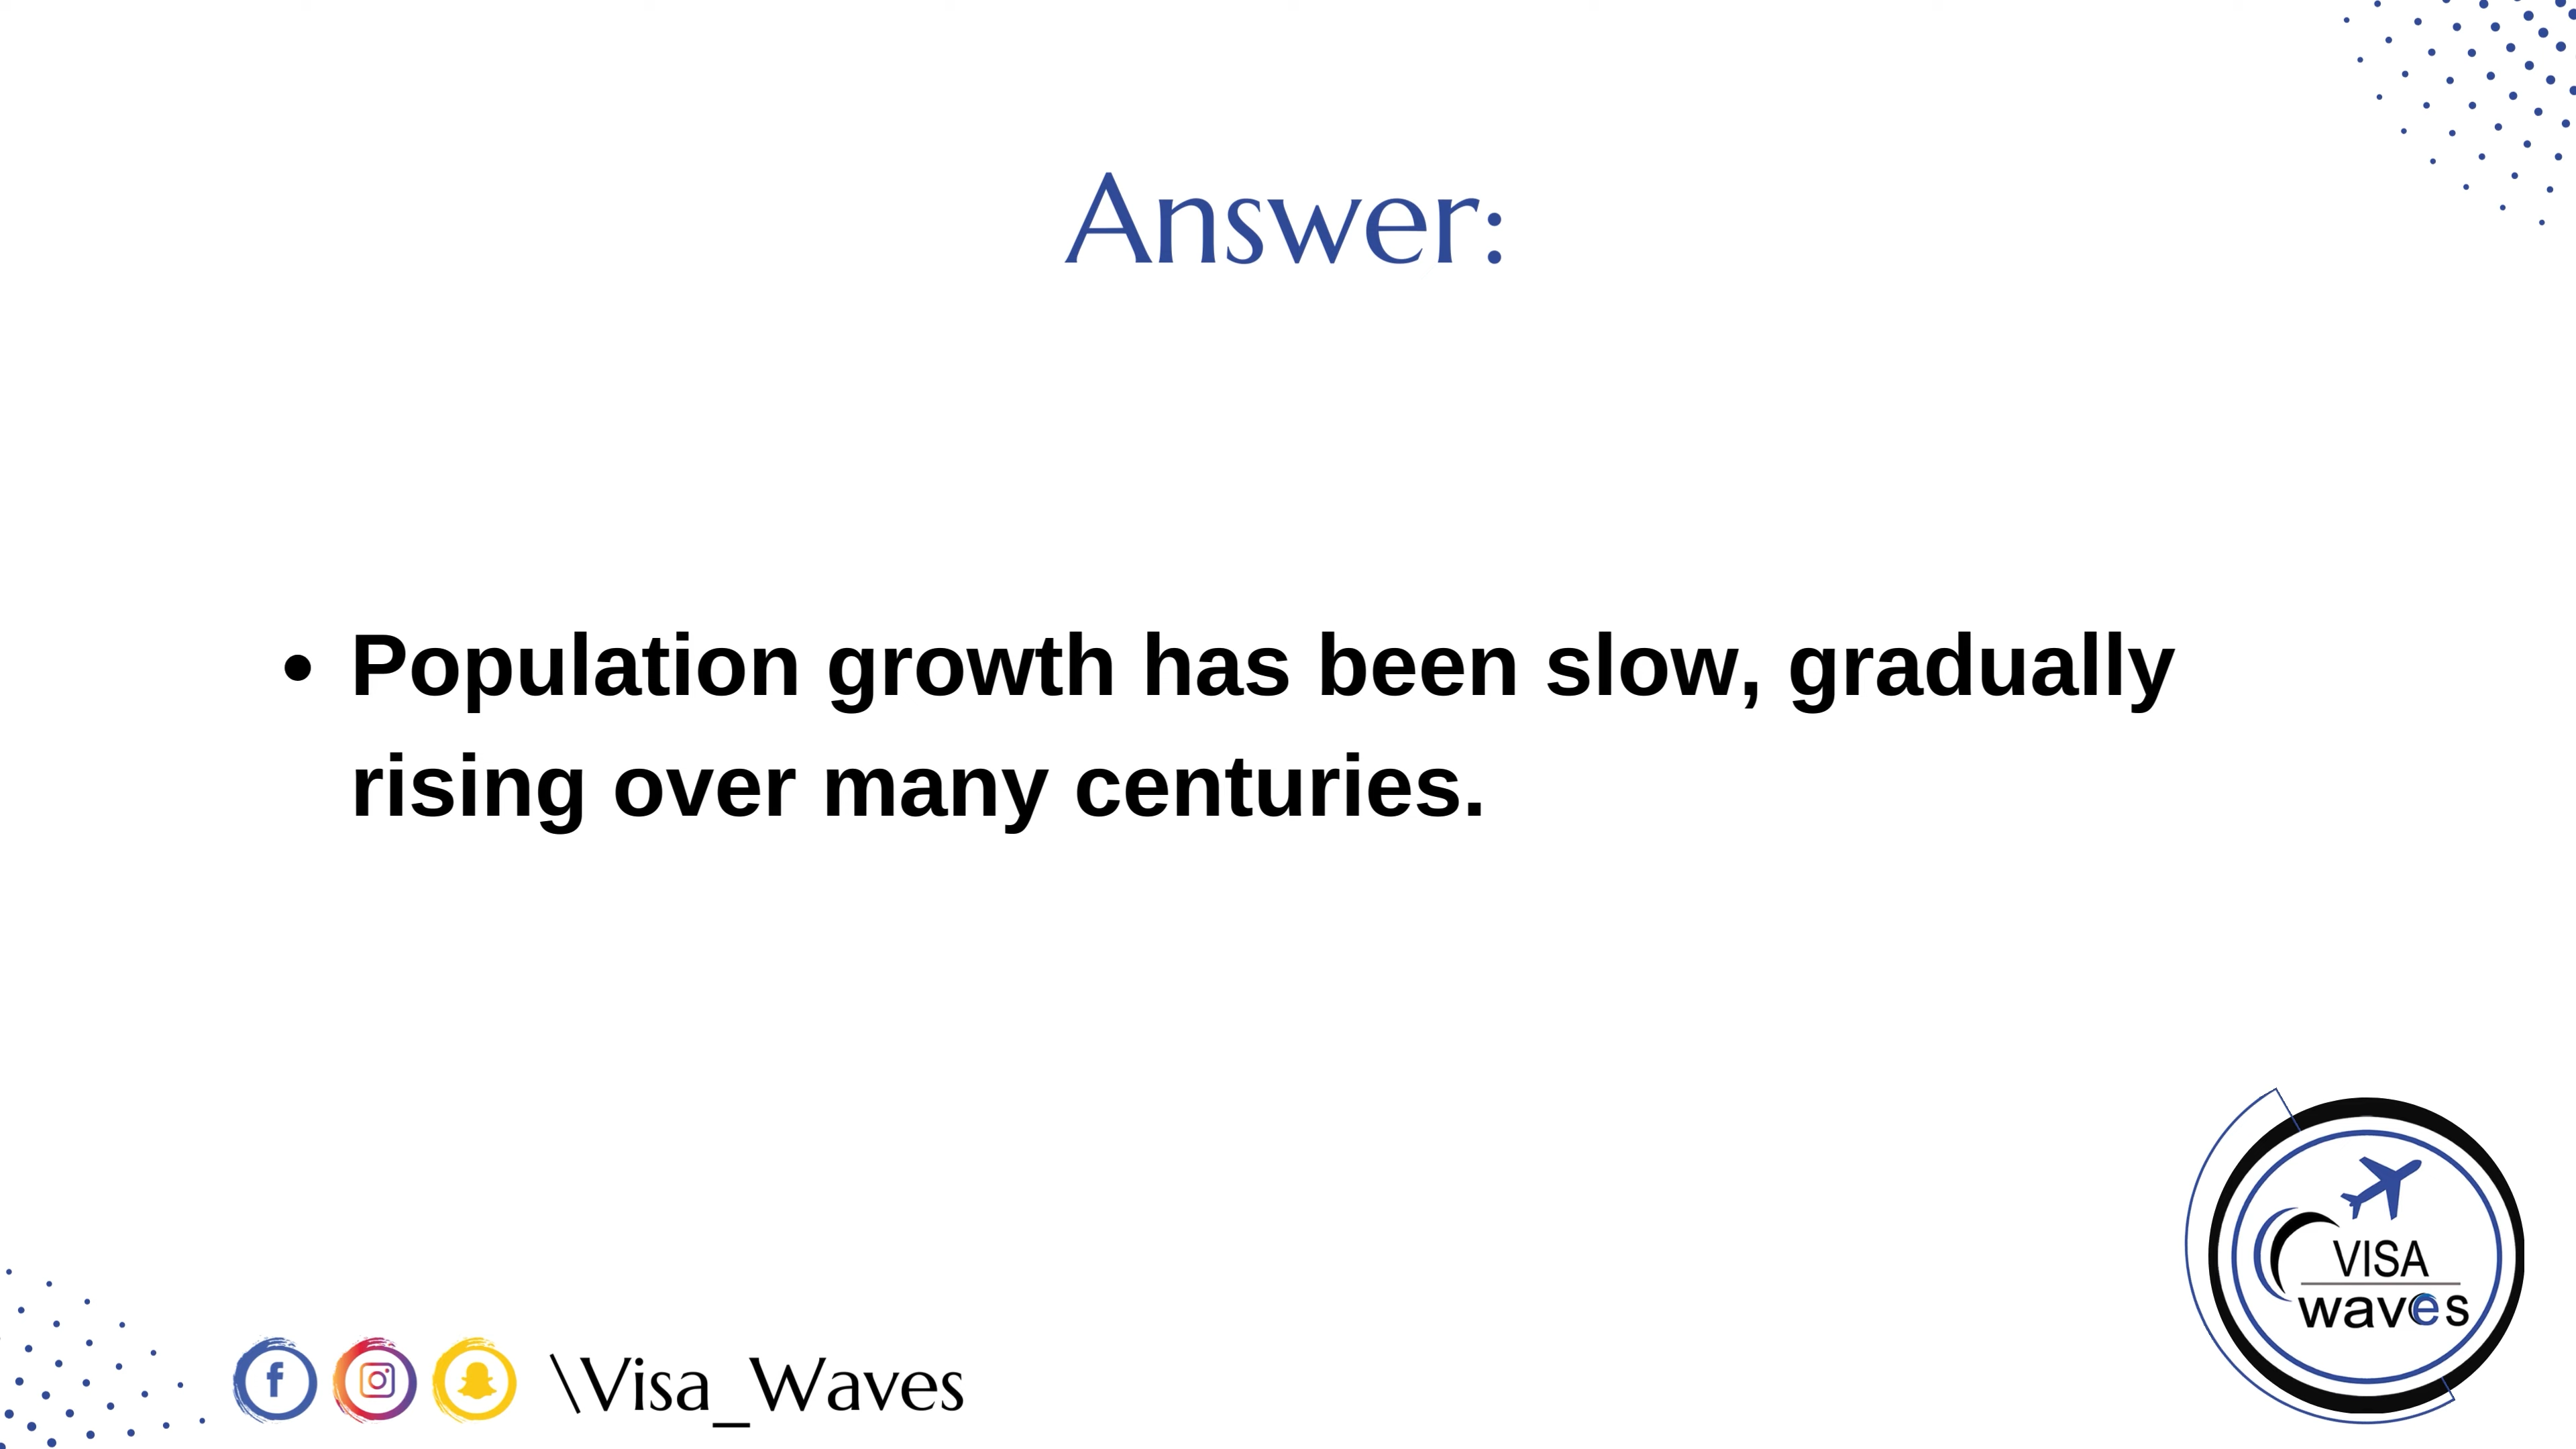 Answer:
• Population growth has been slow, gradually
rising over many centuries.
VISA
waves
f
\Visa_Waves